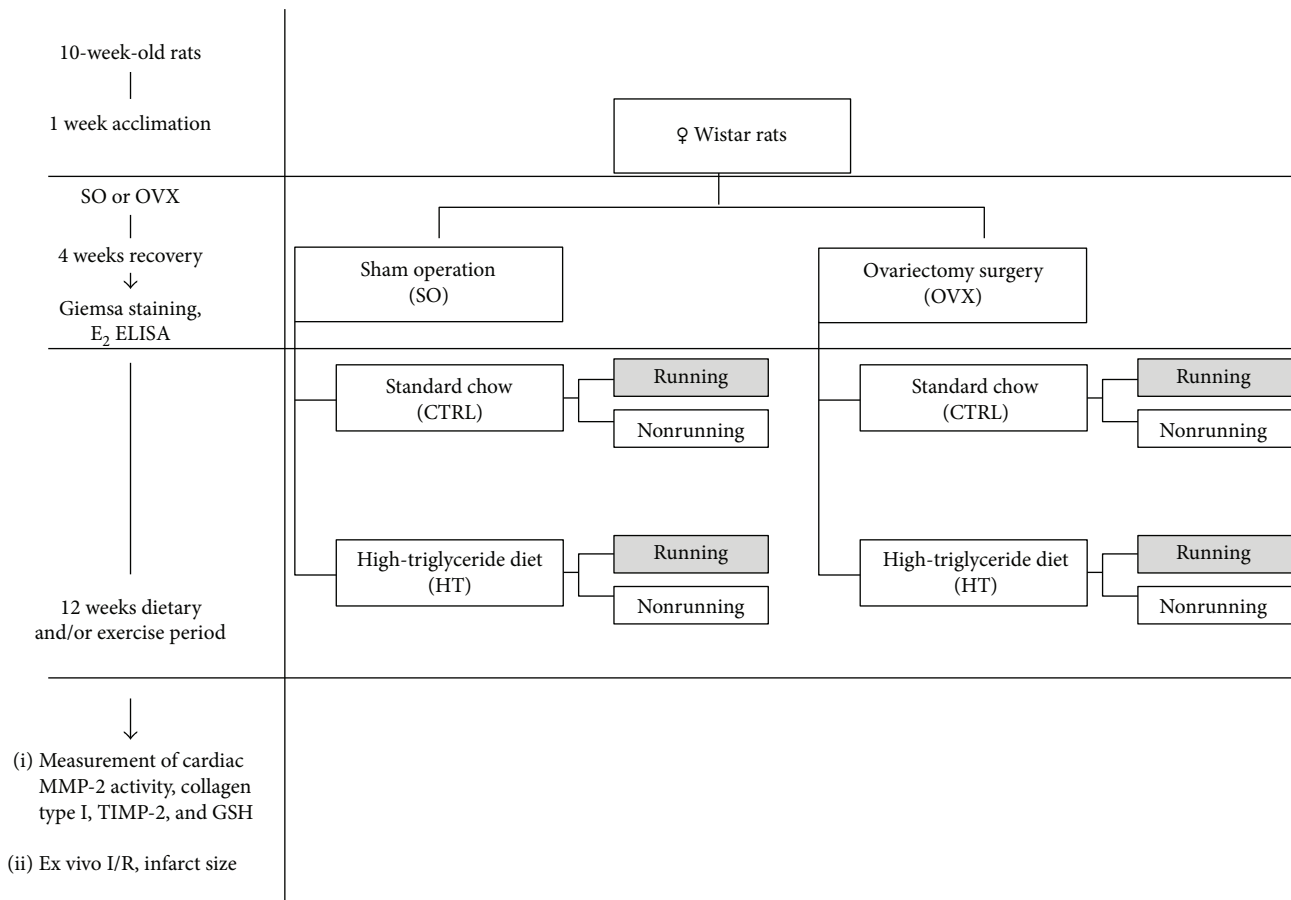 10-week-old rats
1 week acclimation
♀ Wistar rats
SO or OVX
4 weeks recovery
Giemsa staining,
E₂ ELISA
Sham operation
(SO)
Ovariectomy surgery
(OVX)
Standard chow
(CTRL)
Running
Nonrunning
Standard chow
(CTRL)
Running
Nonrunning
High-triglyceride diet
(HT)
Running
Nonrunning
High-triglyceride diet
(HT)
Running
Nonrunning
12 weeks dietary
and/or exercise period
(i) Measurement of cardiac
MMP-2 activity, collagen
type I, TIMP-2, and GSH
(ii) Ex vivo I/R, infarct size